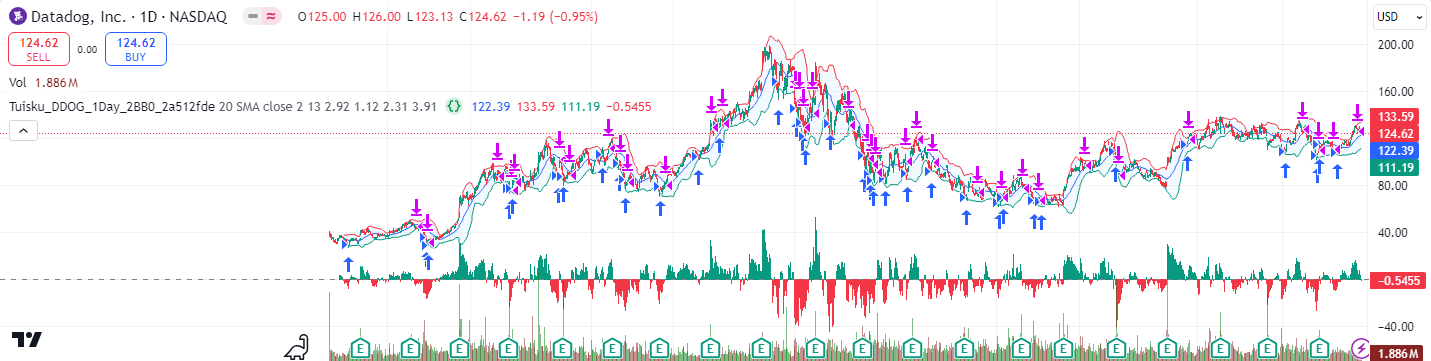 Datadog, Inc. · 1D · NASDAQ O125.00 H126.00 L123.13 C124.62 −1.19 (−0.95%)
USD
124.62 0.00 124.62
SELL BUY
Vol 1.886M
Tuisku_DDOG_1Day_2BB0_2a512fde 20 SMA close 2 13 2.92 1.12 2.31 3.91 {} 122.39 133.59 111.19 −0.5455
200.00
160.00
133.59
124.62
122.39
111.19
80.00
40.00
−0.5455
−40.00
1.886M
E E E E E E E E E E E E E E E E E E E E